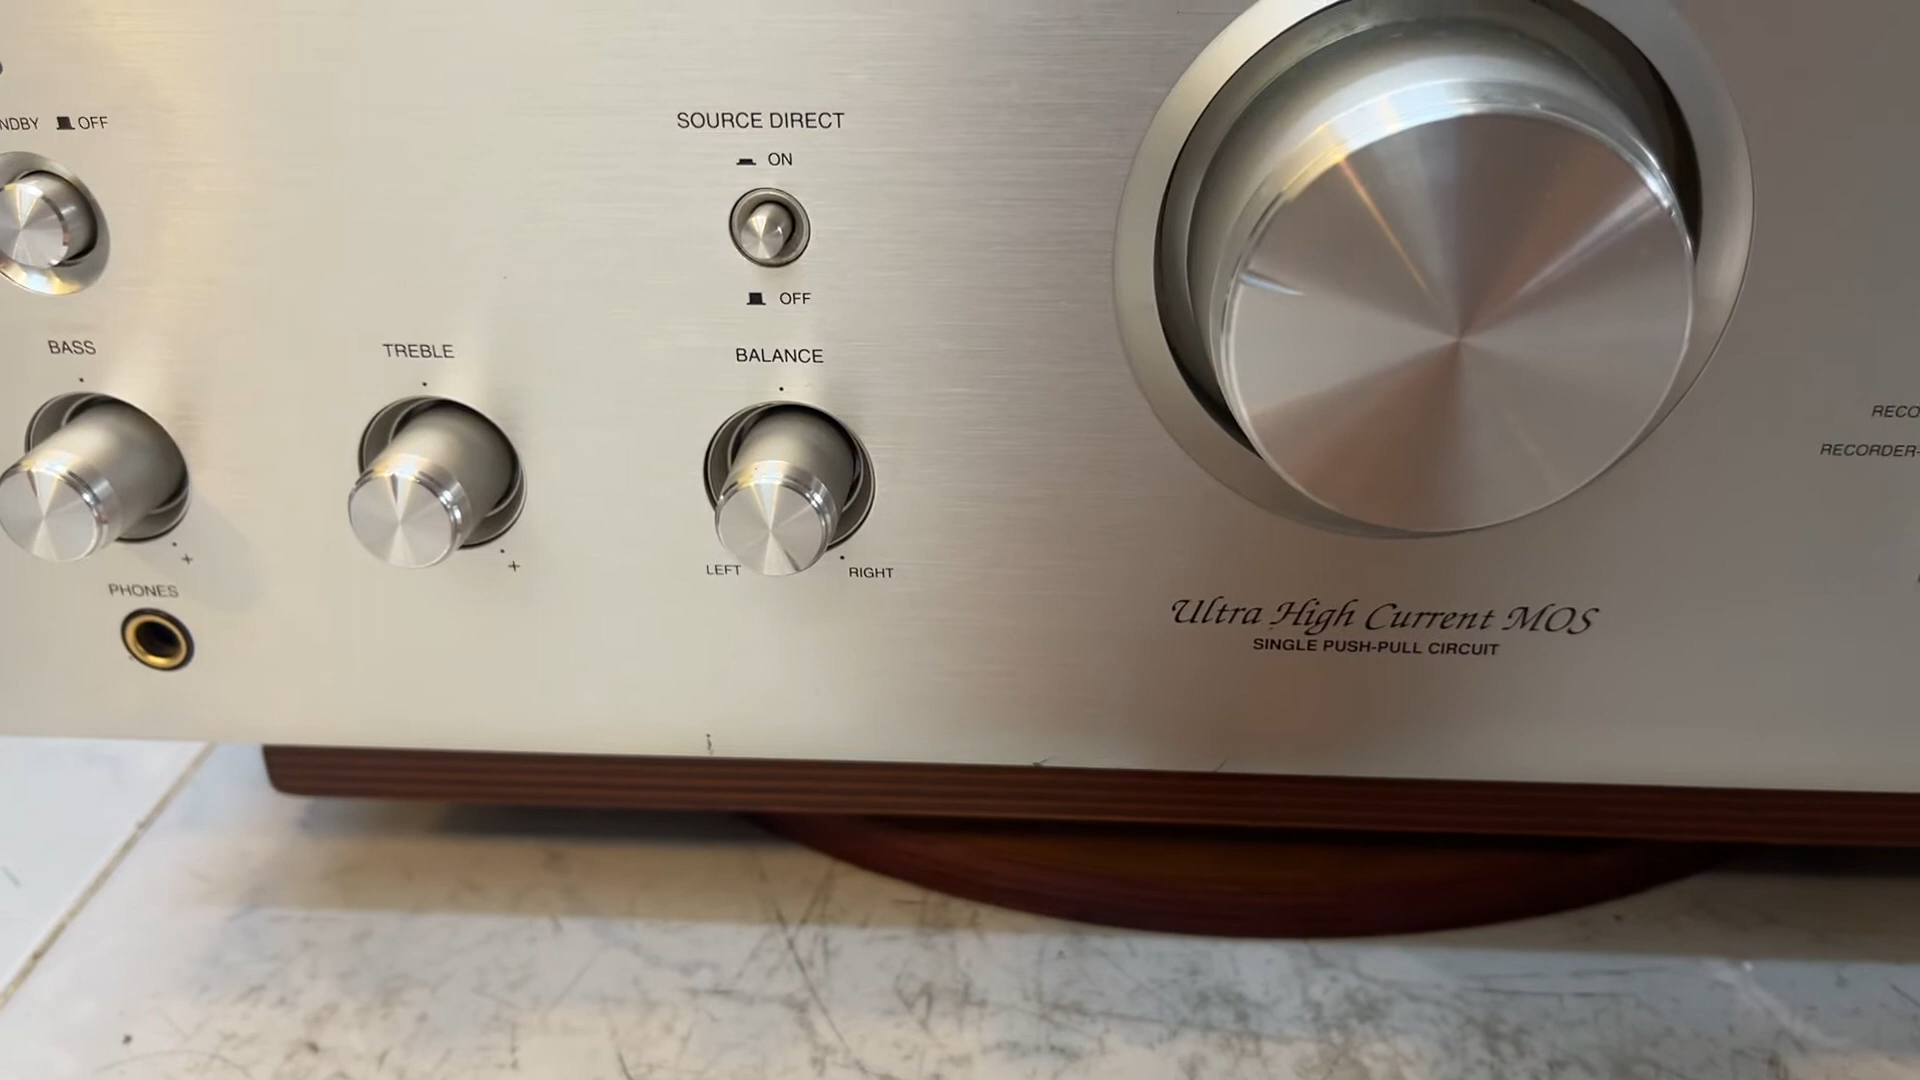 NDBY OFF
SOURCE DIRECT
ON
OFF
BASS
TREBLE
BALANCE
+
+
LEFT
RIGHT
PHONES
RECO
RECORDER-
Ultra High Current MOS
SINGLE PUSH-PULL CIRCUIT